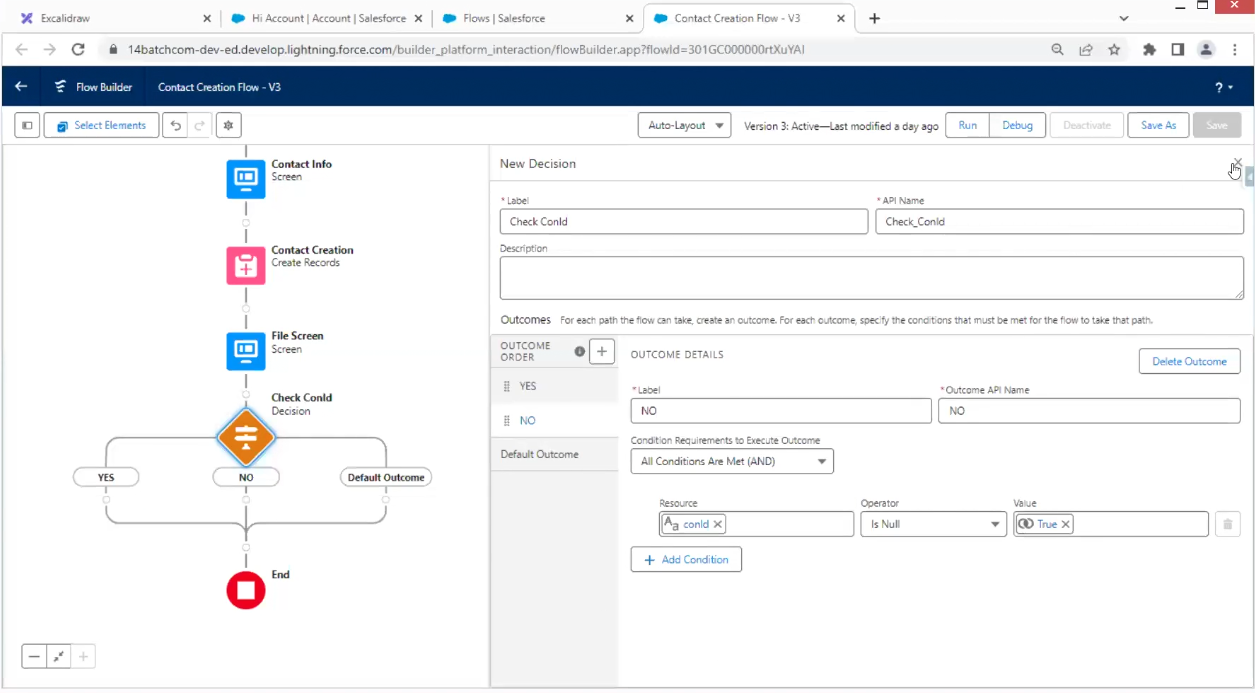 Excalidraw
Hi Account | Account | Salesforce
Flows | Salesforce
Contact Creation Flow - V3
14batchcom-dev-ed.develop.lightning.force.com/builder_platform_interaction/flowBuilder.app?flowId=301GC000000rtXuYAI
Flow Builder
Contact Creation Flow - V3
?
Select Elements
Auto-Layout
Version 3: Active—Last modified a day ago
Run
Debug
Deactivate
Save As
Save
Contact Info
Screen
Contact Creation
Create Records
File Screen
Screen
Check ConId
Decision
YES
NO
Default Outcome
End
New Decision
* Label
Check ConId
* API Name
Check_ConId
Description
Outcomes For each path the flow can take, create an outcome. For each outcome, specify the conditions that must be met for the flow to take that path.
OUTCOME
ORDER
YES
NO
Default Outcome
OUTCOME DETAILS
Delete Outcome
* Label
NO
* Outcome API Name
NO
Condition Requirements to Execute Outcome
All Conditions Are Met (AND)
Resource
Aa conId
Operator
Is Null
Value
True
+ Add Condition